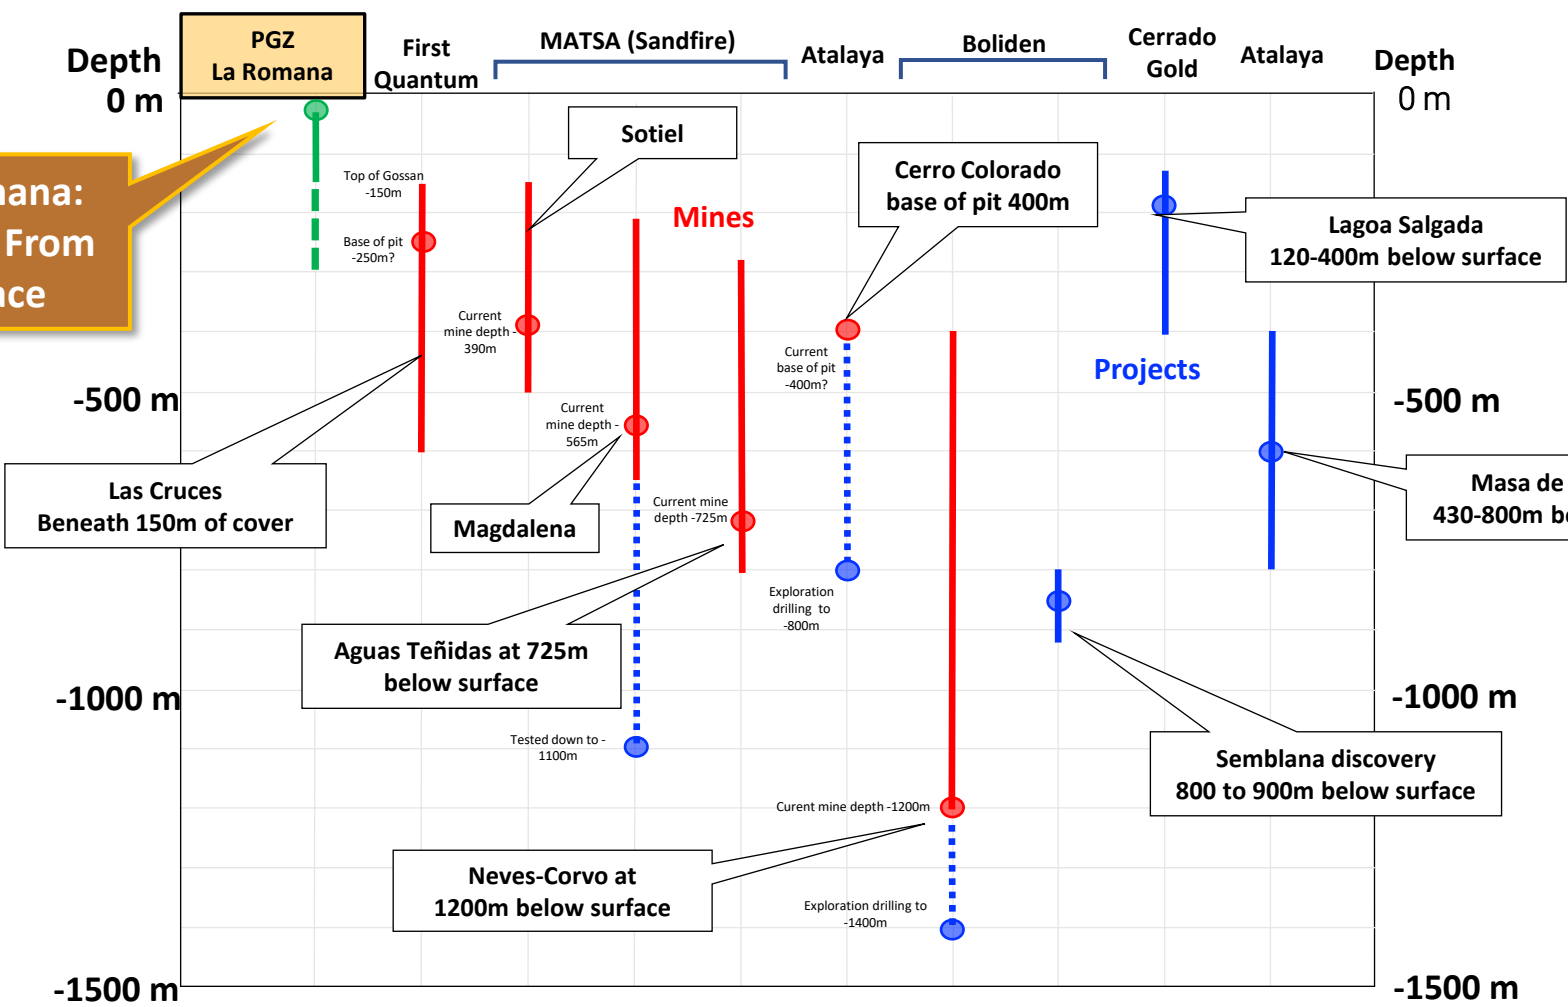 PGZ
La Romana
First
Quantum
MATSA (Sandfire)
Atalaya
Boliden
Cerrado
Gold
Atalaya
Depth
0 m
Depth
0 m
mana:
From
ace
Sotiel
Top of Gossan
-150m
Base of pit
-250m?
Mines
Cerro Colorado
base of pit 400m
Lagoa Salgada
120-400m below surface
Current
mine depth -
390m
Current
base of pit
-400m?
Projects
-500 m
-500 m
Current
mine depth -
565m
Las Cruces
Beneath 150m of cover
Magdalena
Current mine
depth -725m
Masa de
430-800m be
Exploration
drilling to
-800m
Aguas Teñidas at 725m
below surface
-1000 m
-1000 m
Tested down to -
1100m
Semblana discovery
800 to 900m below surface
Curent mine depth -1200m
Neves-Corvo at
1200m below surface
Exploration drilling to
-1400m
-1500 m
-1500 m